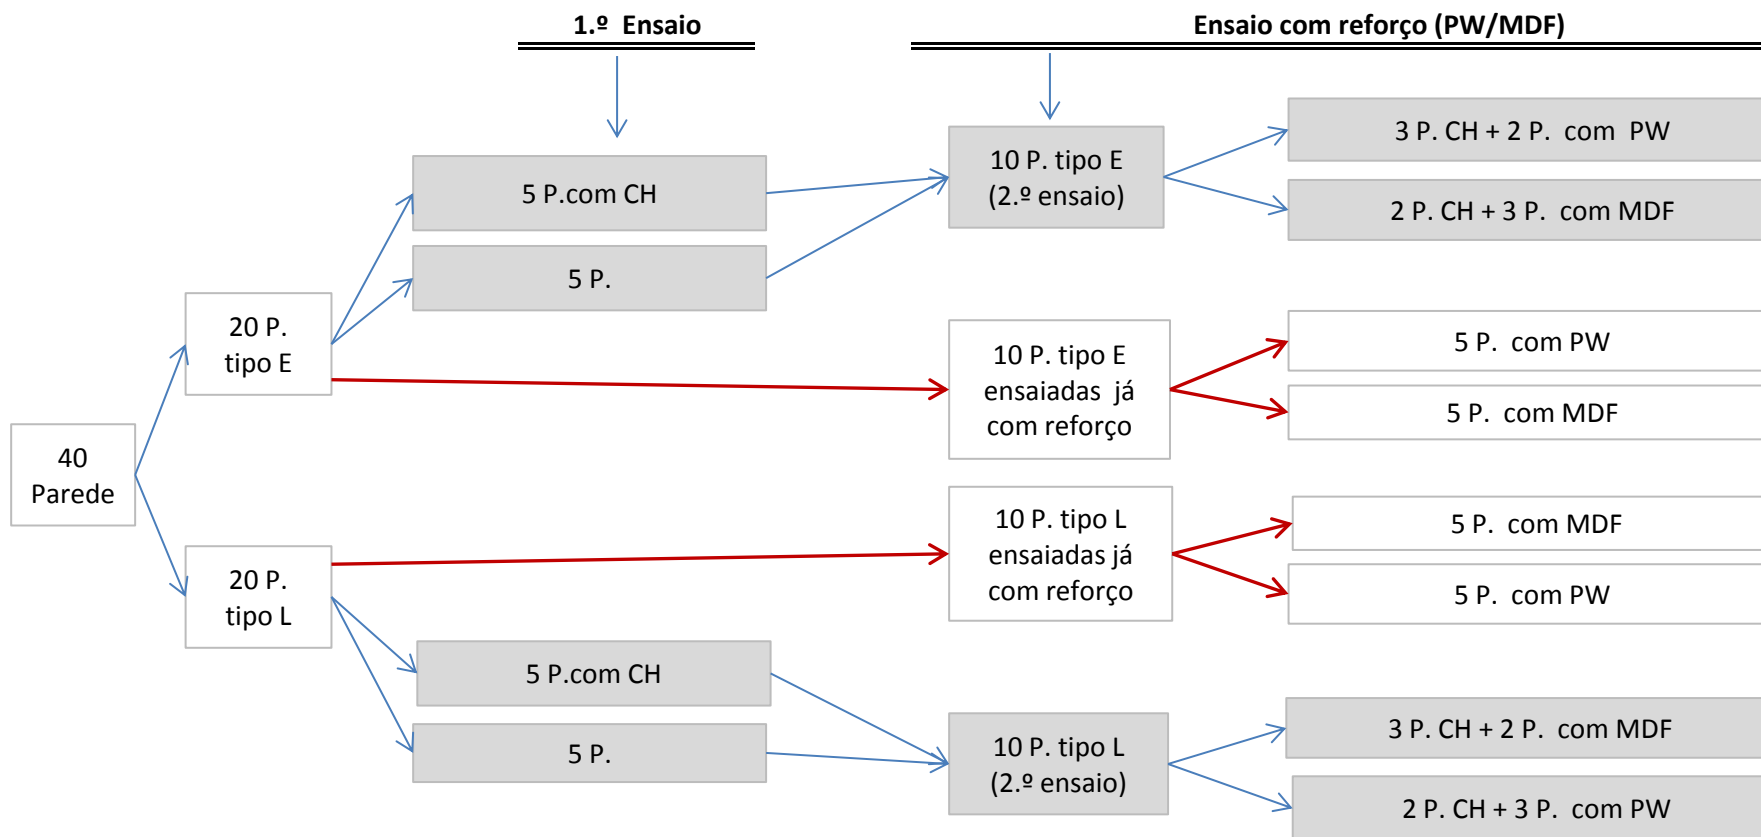 1.º Ensaio
Ensaio com reforço (PW/MDF)
5 P.com CH
5 P.
10 P. tipo E
(2.º ensaio)
3 P. CH + 2 P. com PW
2 P. CH + 3 P. com MDF
20 P.
tipo E
10 P. tipo E
ensaiadas já
com reforço
5 P. com PW
5 P. com MDF
40
Parede
20 P.
tipo L
10 P. tipo L
ensaiadas já
com reforço
5 P. com MDF
5 P. com PW
5 P.com CH
5 P.
10 P. tipo L
(2.º ensaio)
3 P. CH + 2 P. com MDF
2 P. CH + 3 P. com PW